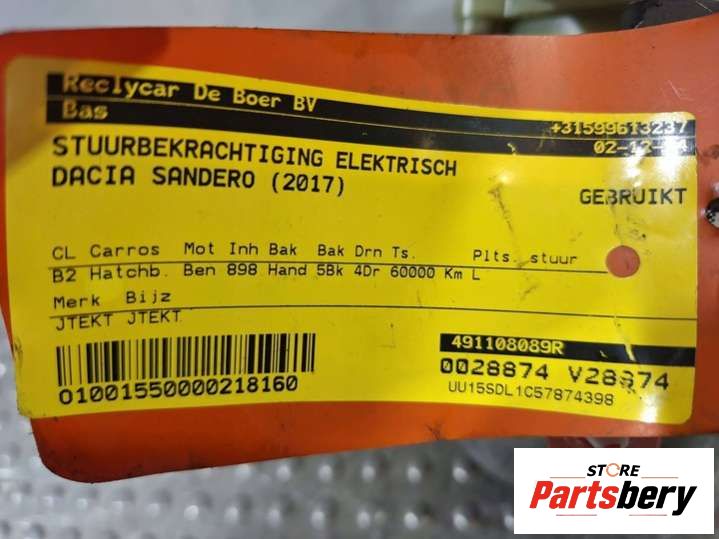 Reclycar De Boer BV
Bas
+31599613237
02-12-
STUURBEKRACHTIGING ELEKTRISCH
DACIA SANDERO (2017)
GEBRUIKT
CL Carros Mot Inh Bak Bak Drn Ts. Plts. stuur
B2 Hatchb. Ben 898 Hand 5Bk 4Dr 60000 Km L
Merk Bijz
JTEKT JTEKT
491108089R
0028874 V28874
01001550000218160
UU15SDL1C57874398
STORE
Partsbery